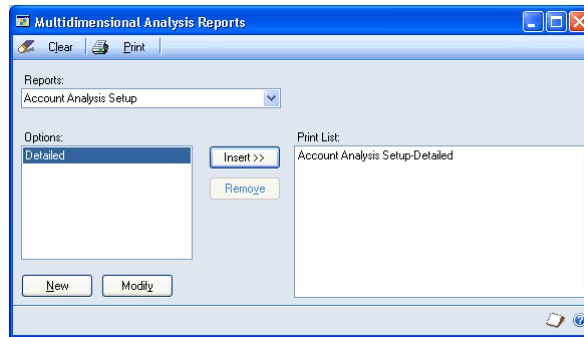 Multidimensional Analysis Reports
Clear Print
Reports:
Account Analysis Setup
Options:
Detailed
Insert >>
Remove
Print List:
Account Analysis Setup-Detailed
New Modify